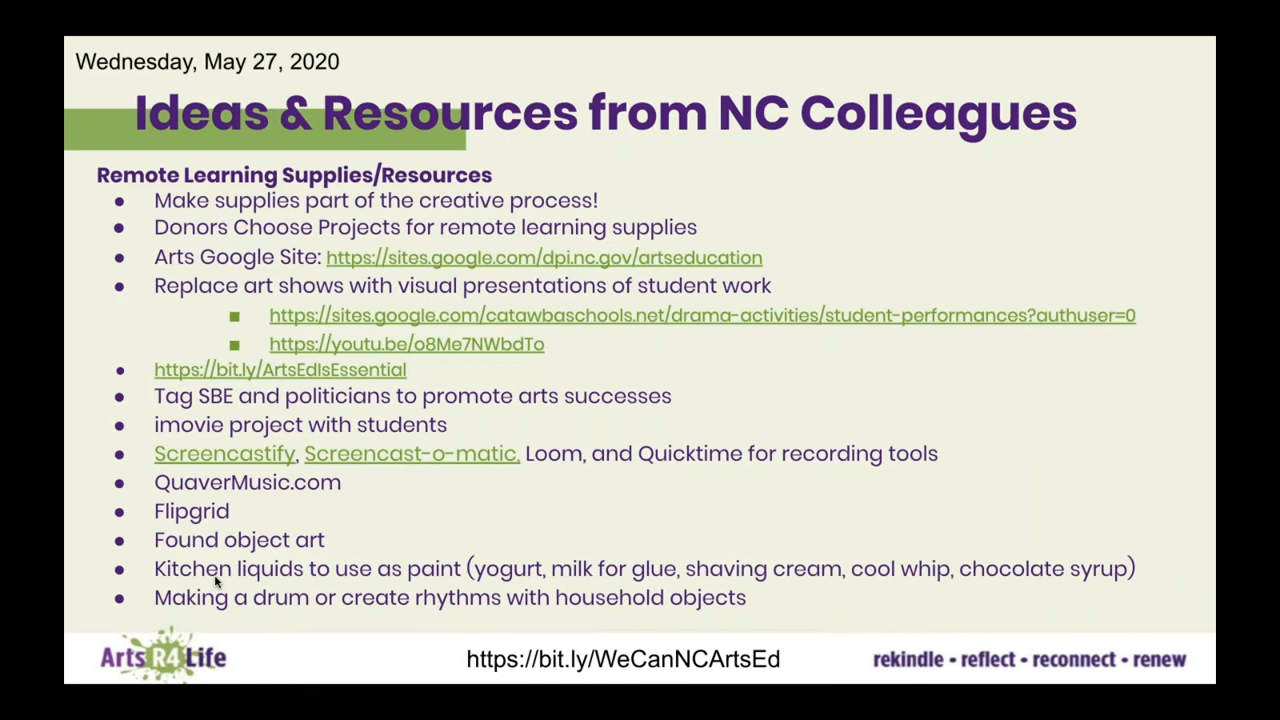 Wednesday, May 27, 2020
Ideas & Resources from NC Colleagues
Remote Learning Supplies/Resources
● Make supplies part of the creative process!
● Donors Choose Projects for remote learning supplies
● Arts Google Site: https://sites.google.com/dpi.nc.gov/artseducation
● Replace art shows with visual presentations of student work
■ https://sites.google.com/catawbaschools.net/drama-activities/student-performances?authuser=0
■ https://youtu.be/o8Me7NWbdTo
● https://bit.ly/ArtsEdIsEssential
● Tag SBE and politicians to promote arts successes
● imovie project with students
● Screencastify, Screencast-o-matic, Loom, and Quicktime for recording tools
● QuaverMusic.com
● Flipgrid
● Found object art
● Kitchen liquids to use as paint (yogurt, milk for glue, shaving cream, cool whip, chocolate syrup)
● Making a drum or create rhythms with household objects
Arts R4Life
https://bit.ly/WeCanNCArtsEd
rekindle • reflect • reconnect • renew